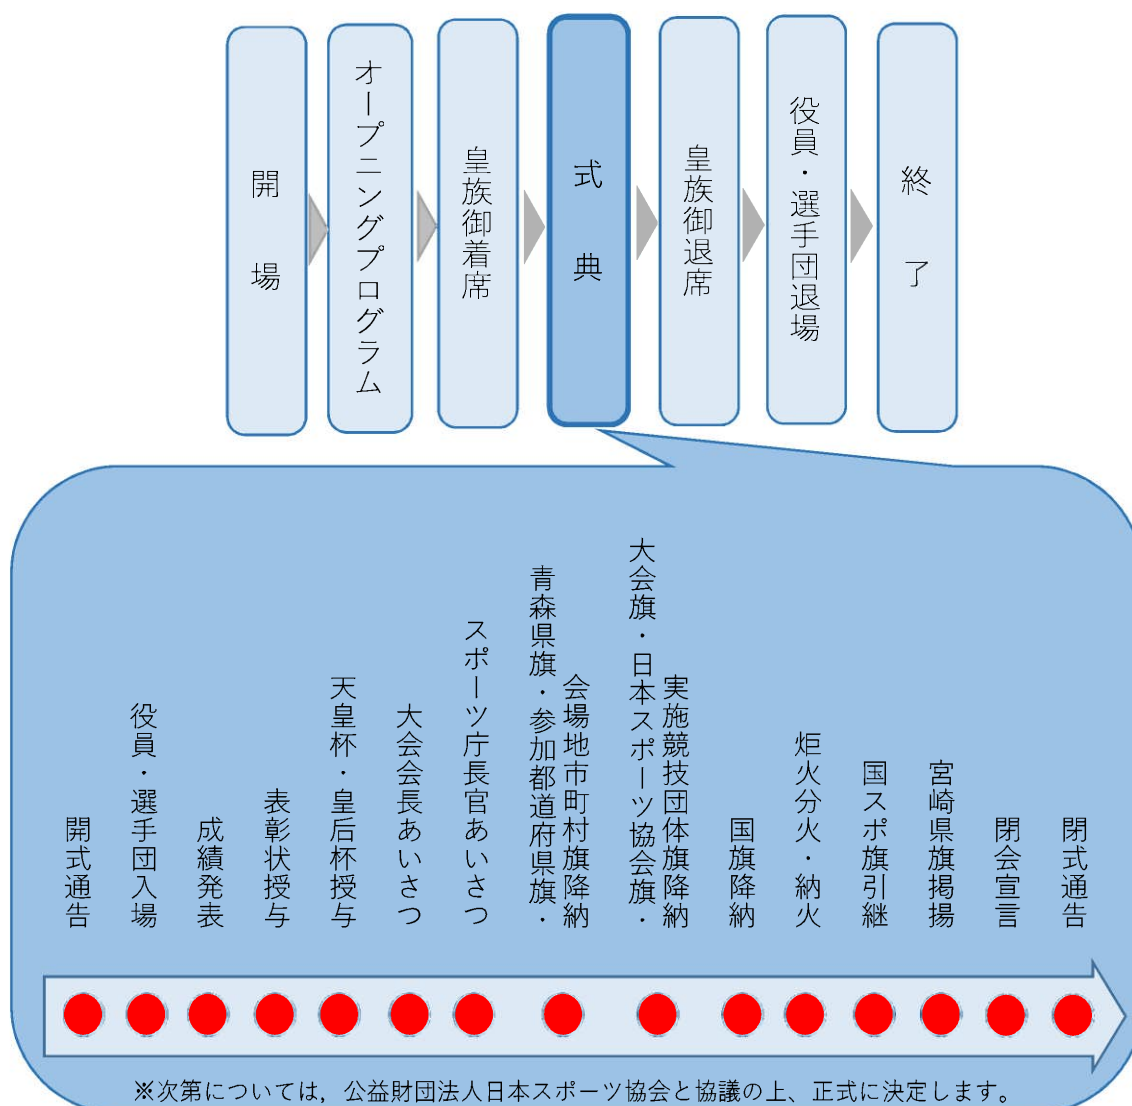 開場
オープニングプログラム
皇族御着席
式典
皇族御退席
役員・選手団退場
終了
開式通告
役員・選手団入場
成績発表
表彰状授与
天皇杯・皇后杯授与
大会会長あいさつ
スポーツ庁長官あいさつ
青森県旗・参加都道府県旗・
会場地市町村旗降納
大会旗・日本スポーツ協会旗・
実施競技団体旗降納
国旗降納
炬火分火・納火
国スポ旗引継
宮崎県旗掲揚
閉会宣言
閉式通告
※次第については，公益財団法人日本スポーツ協会と協議の上、正式に決定します。